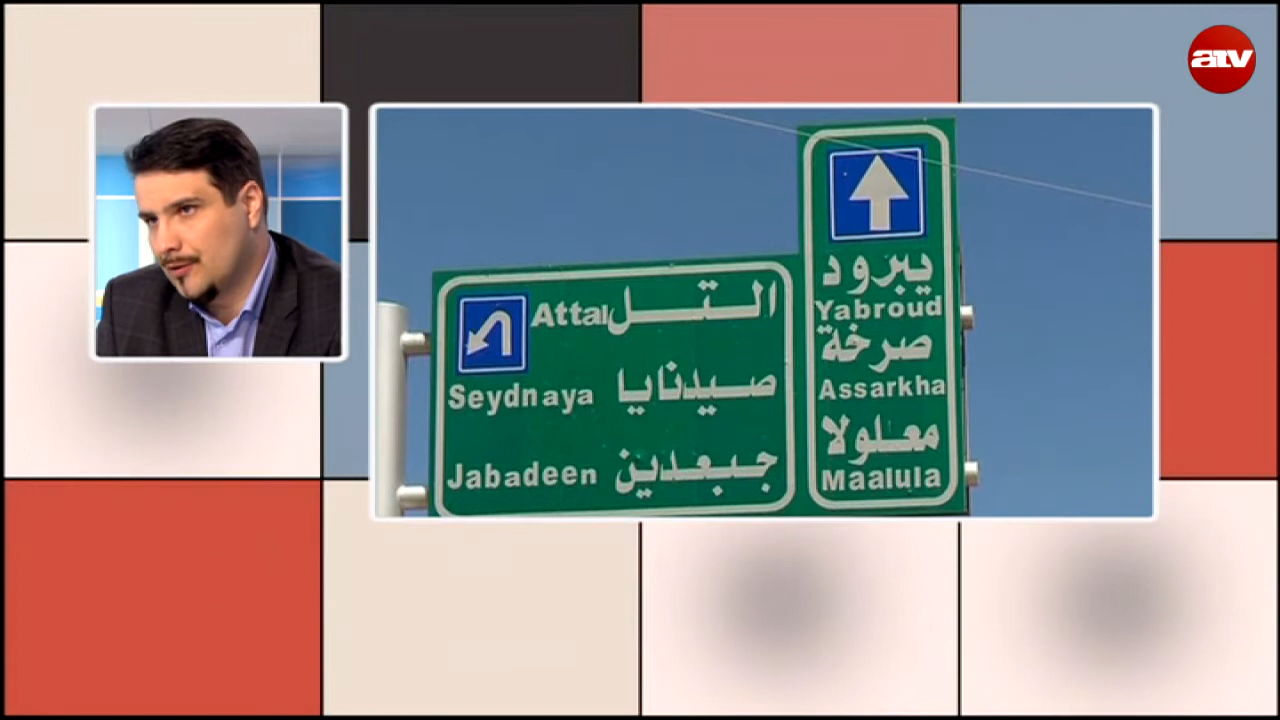 atv
يبرود
Yabroud
صرخة
Assarkha
معلولا
Maalula
Attal التل
Seydnaya صيدنايا
Jabadeen جبعدين